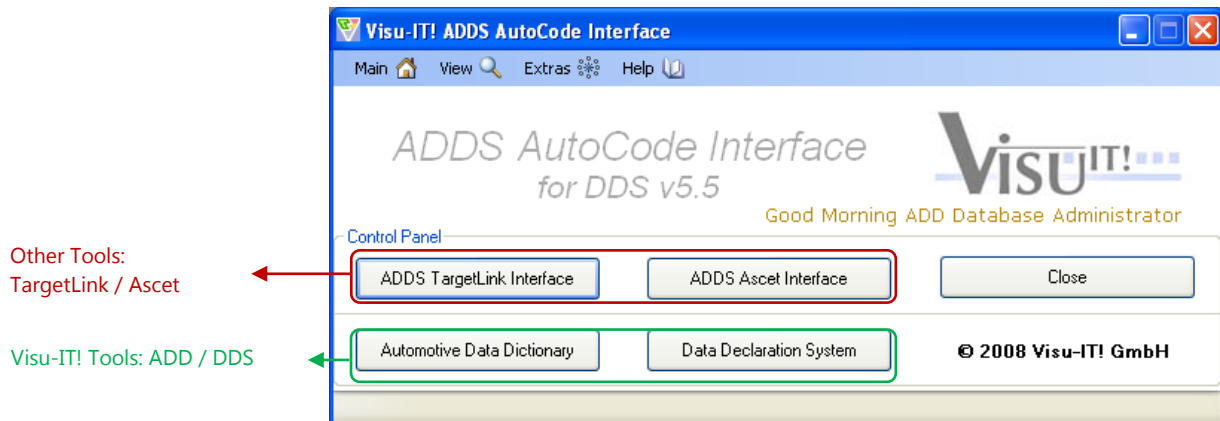 Visu-IT! ADDS AutoCode Interface
Main View Extras Help
ADDS AutoCode Interface
for DDS v5.5
VISUIT!
Good Morning ADD Database Administrator
Control Panel
Other Tools:
TargetLink / Ascet
ADDS TargetLink Interface ADDS Ascet Interface Close
Visu-IT! Tools: ADD / DDS
Automotive Data Dictionary Data Declaration System © 2008 Visu-IT! GmbH